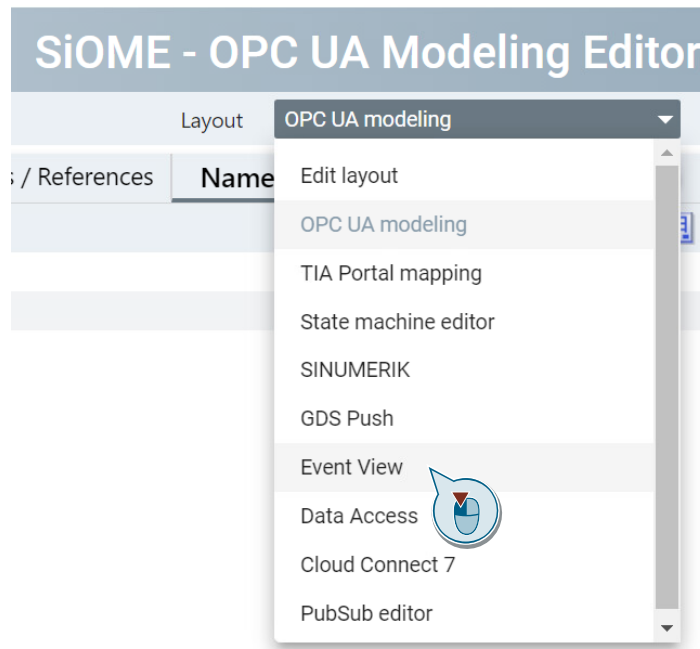 SiOME - OPC UA Modeling Editor
Layout OPC UA modeling
/ References Name
Edit layout
OPC UA modeling
TIA Portal mapping
State machine editor
SINUMERIK
GDS Push
Event View
Data Access
Cloud Connect 7
PubSub editor